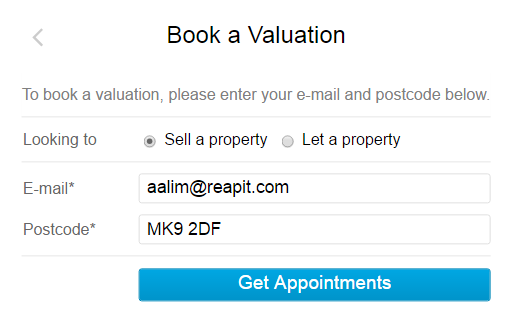 Book a Valuation
To book a valuation, please enter your e-mail and postcode below.
Looking to Sell a property Let a property
E-mail* aalim@reapit.com
Postcode* MK9 2DF
Get Appointments